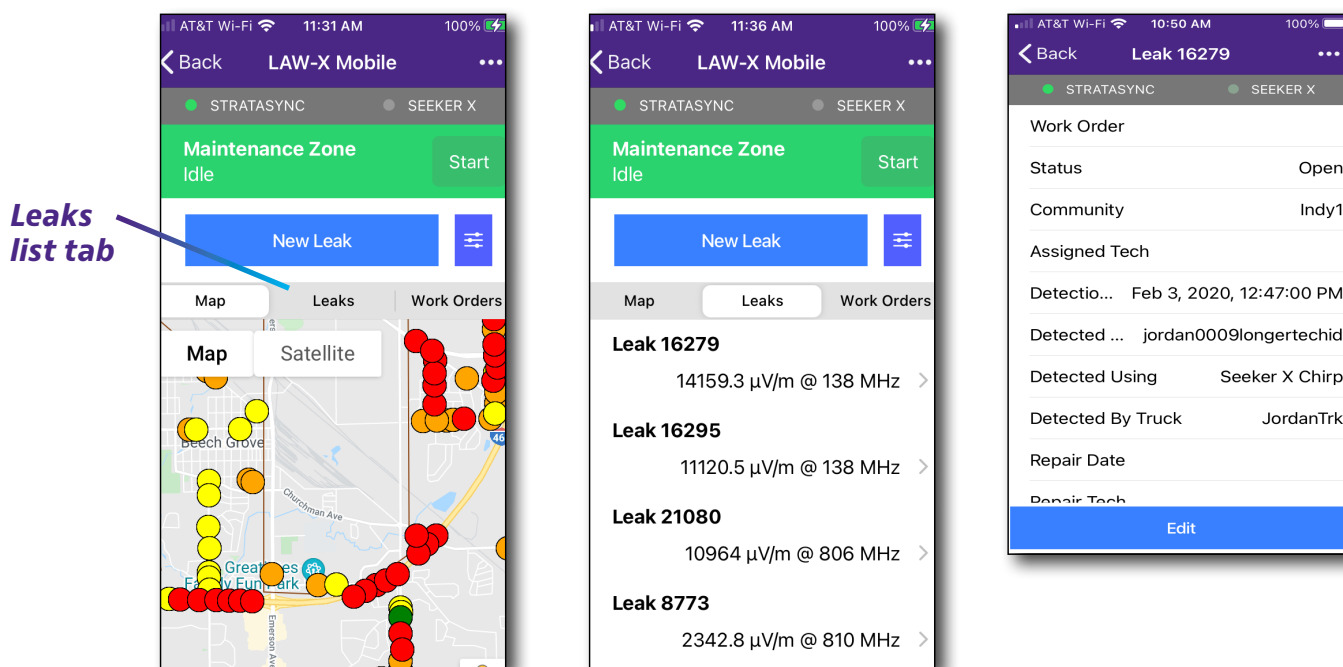 Leaks
list tab
AT&T Wi-Fi 11:31 AM 100%
Back LAW-X Mobile
STRATASYNC SEEKER X
Maintenance Zone
Idle
Start
New Leak
Map Leaks Work Orders
Map Satellite
Beech Grove
46
Churchman Ave
Emerson Ave
AT&T Wi-Fi 11:36 AM 100%
Back LAW-X Mobile
STRATASYNC SEEKER X
Maintenance Zone
Idle
Start
New Leak
Map Leaks Work Orders
Leak 16279
14159.3 µV/m @ 138 MHz
Leak 16295
11120.5 µV/m @ 138 MHz
Leak 21080
10964 µV/m @ 806 MHz
Leak 8773
2342.8 µV/m @ 810 MHz
AT&T Wi-Fi 10:50 AM 100%
Back Leak 16279
STRATASYNC SEEKER X
Work Order
Status Open
Community Indy1
Assigned Tech
Detectio... Feb 3, 2020, 12:47:00 PM
Detected ... jordan0009longertechid
Detected Using Seeker X Chirp
Detected By Truck JordanTrk
Repair Date
Repair Tech
Edit